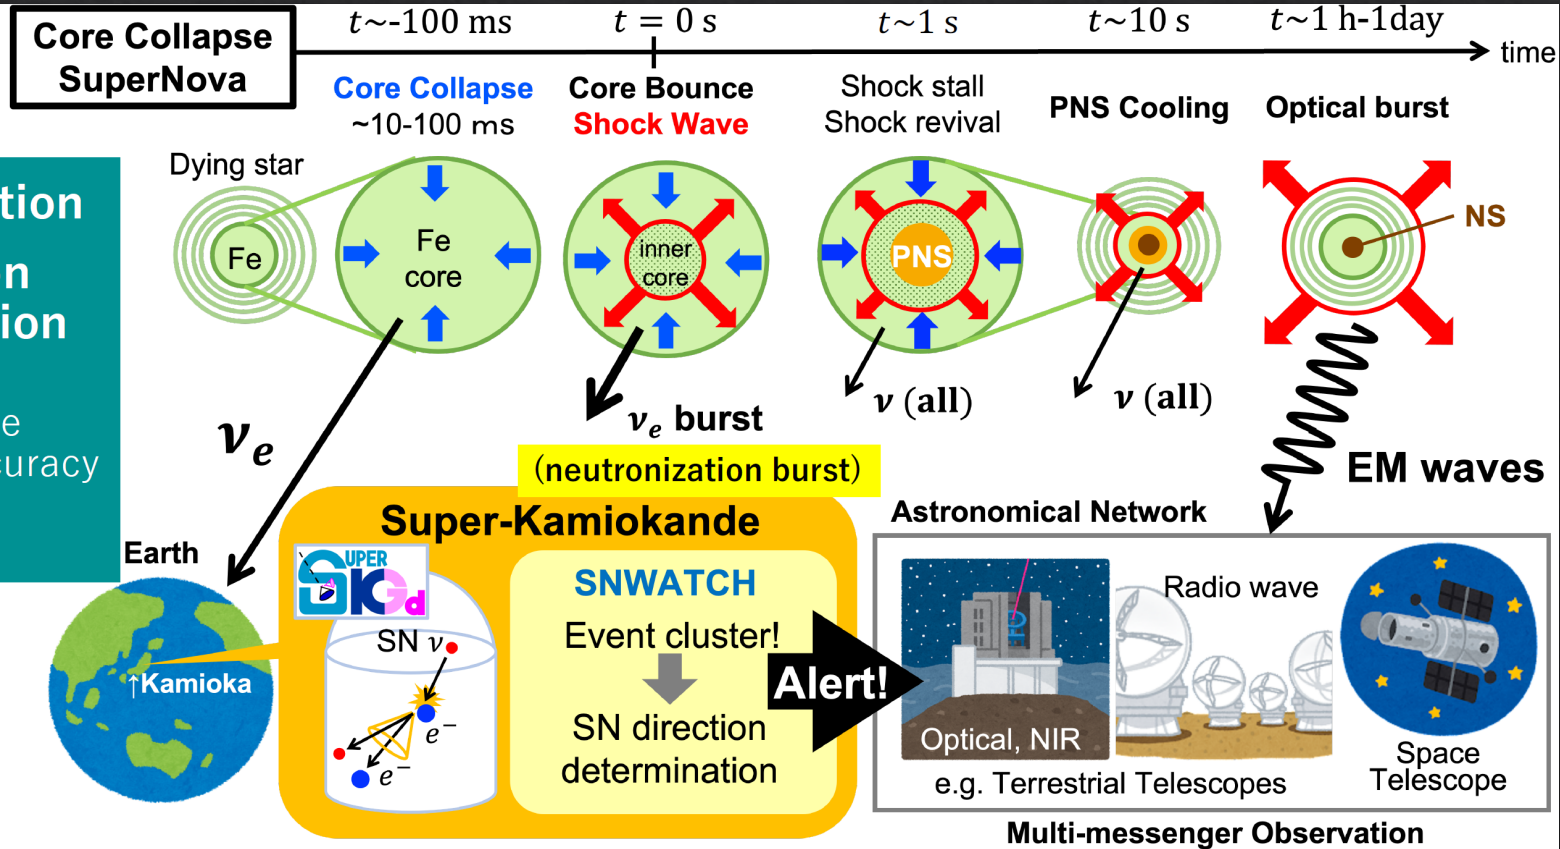 Core Collapse
SuperNova
t~-100 ms
t = 0 s
t~1 s
t~10 s
t~1 h-1day
time
Core Collapse
~10-100 ms
Core Bounce
Shock Wave
Shock stall
Shock revival
PNS Cooling
Optical burst
Dying star
Fe
Fe
core
inner
core
PNS
NS
tion
n
ion
e
curacy
νe
νe burst
(neutronization burst)
ν (all)
ν (all)
EM waves
Earth
↑Kamioka
Super-Kamiokande
SUPER
SKGd
SN ν
e−
e−
SNWATCH
Event cluster!
SN direction
determination
Alert!
Astronomical Network
Optical, NIR
Radio wave
Space
Telescope
e.g. Terrestrial Telescopes
Multi-messenger Observation